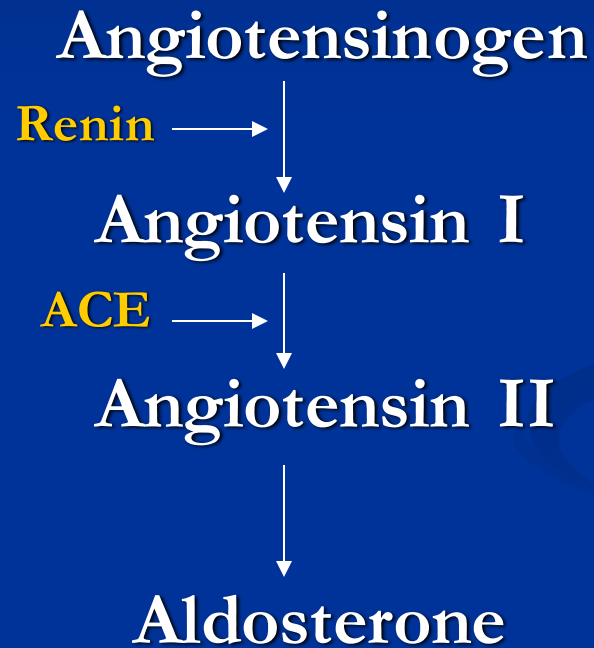 Angiotensinogen
Renin
Angiotensin I
ACE
Angiotensin II
Aldosterone